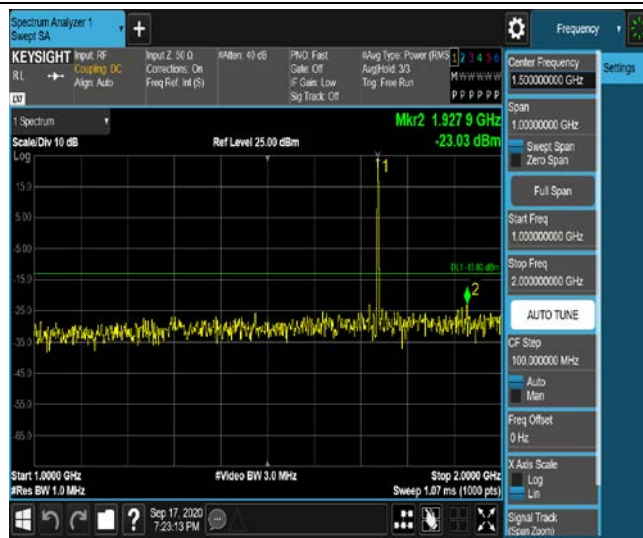 Spectrum Analyzer 1
Swept SA
+
Frequency
KEYSIGHT
RL
Input: RF
Coupling: DC
Align: Auto
Input Z: 50 Ω
Corrections: On
Freq Ref: Int (S)
#Atten: 40 dB
PNO: Fast
Gate: Off
IF Gain: Low
Sig Track: Off
#Avg Type: Power (RMS
Avg|Hold: 3/3
Trig: Free Run
1 2 3 4 5 6
M W W W W W
P P P P P P
Center Frequency
1.500000000 GHz
Settings
1 Spectrum
Mkr2 1.927 9 GHz
Scale/Div 10 dB
Ref Level 25.00 dBm
-23.03 dBm
Span
1.00000000 GHz
Swept Span
Zero Span
Log
1
15.0
Full Span
5.00
Start Freq
1.000000000 GHz
-5.00
Stop Freq
2.000000000 GHz
DL1 -13.00 dBm
-15.0
2
AUTO TUNE
-25.0
-35.0
CF Step
100.000000 MHz
Auto
Man
-45.0
-55.0
Freq Offset
0 Hz
-65.0
X Axis Scale
Log
Lin
Start 1.0000 GHz
#Video BW 3.0 MHz
Stop 2.0000 GHz
#Res BW 1.0 MHz
Sweep 1.07 ms (1000 pts)
?
Sep 17, 2020
7:23:13 PM
Signal Track
(Span Zoom)